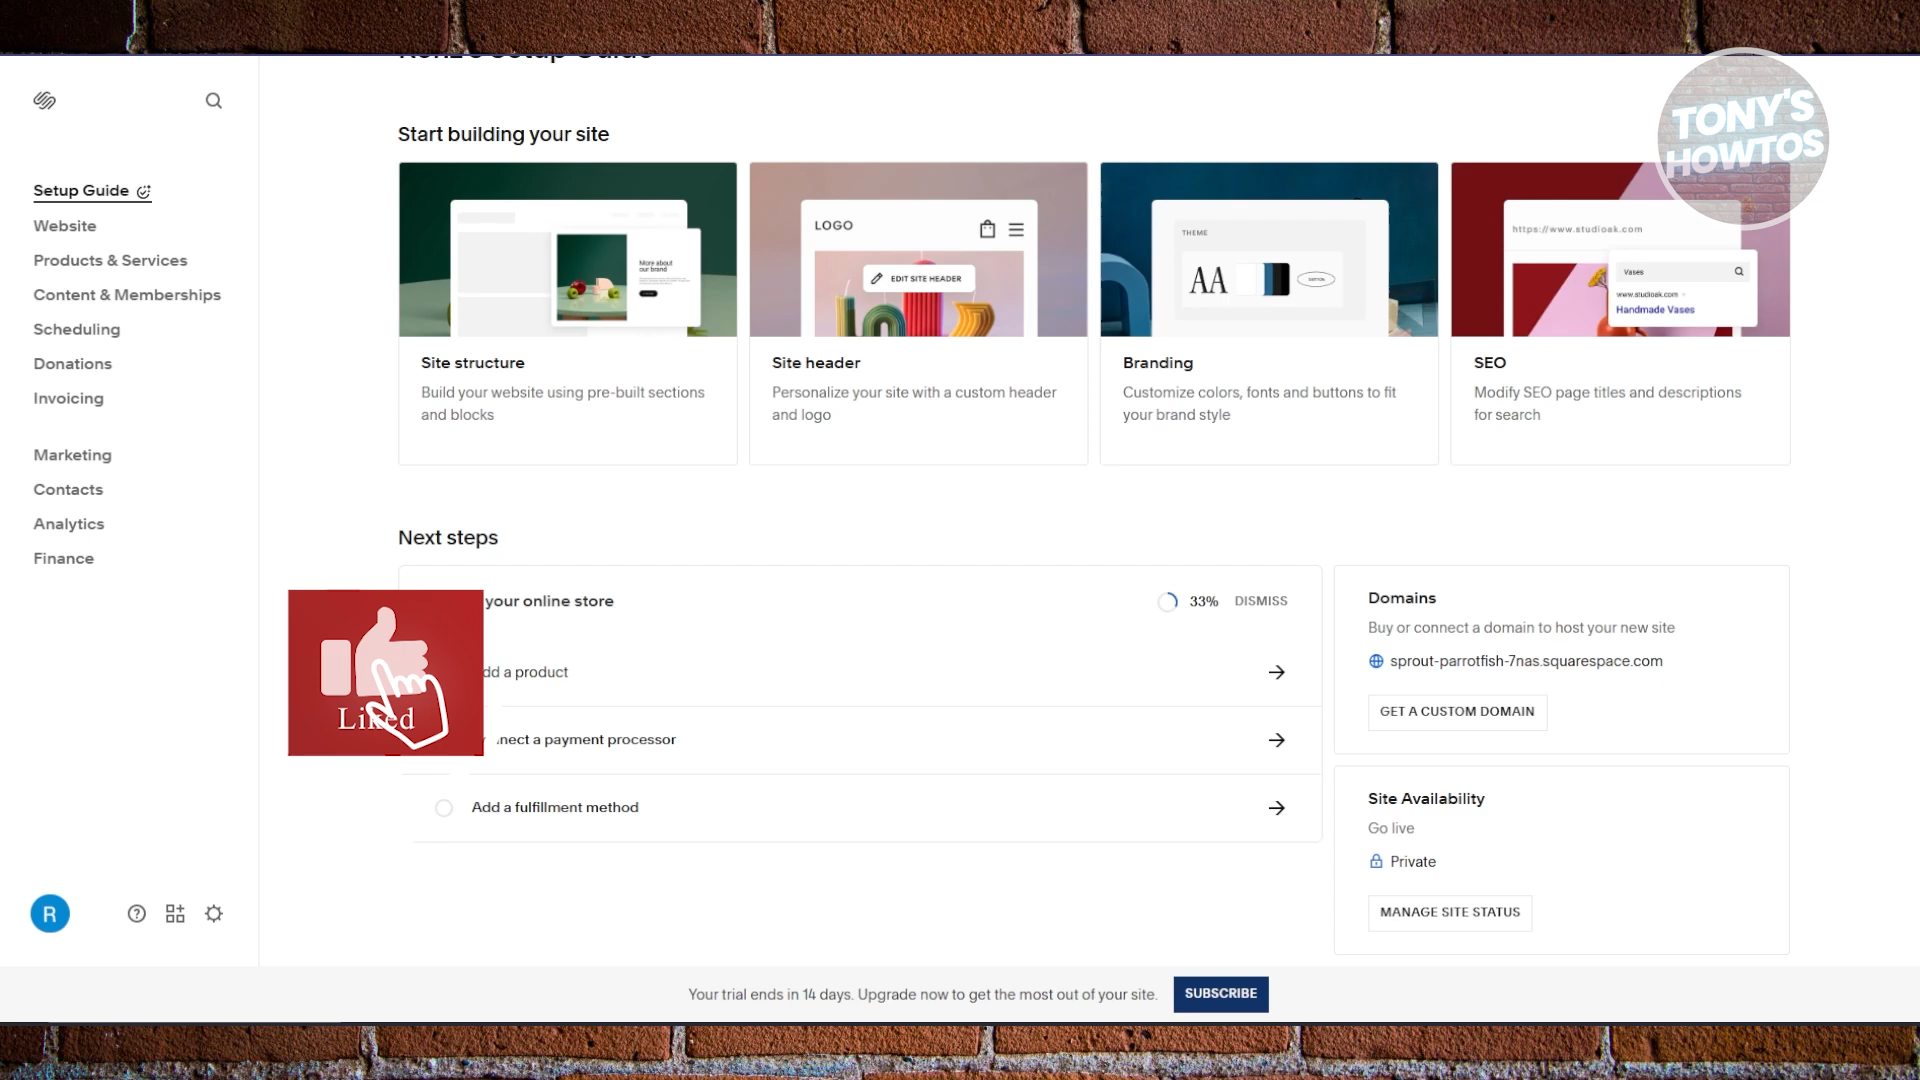 TONY'S
HOWTOS
Start building your site
Setup Guide
Website
Products & Services
Content & Memberships
Scheduling
Donations
Invoicing
Marketing
Contacts
Analytics
Finance
More about
our brand
Site structure
Build your website using pre-built sections
and blocks
LOGO
EDIT SITE HEADER
Site header
Personalize your site with a custom header
and logo
THEME
AA
Branding
Customize colors, fonts and buttons to fit
your brand style
https://www.studioak.com
Vases
www.studioak.com
Handmade Vases
SEO
Modify SEO page titles and descriptions
for search
Next steps
your online store
33%
DISMISS
dd a product
nect a payment processor
Add a fulfillment method
Liked
Domains
Buy or connect a domain to host your new site
sprout-parrotfish-7nas.squarespace.com
GET A CUSTOM DOMAIN
Site Availability
Go live
Private
MANAGE SITE STATUS
R
Your trial ends in 14 days. Upgrade now to get the most out of your site.
SUBSCRIBE